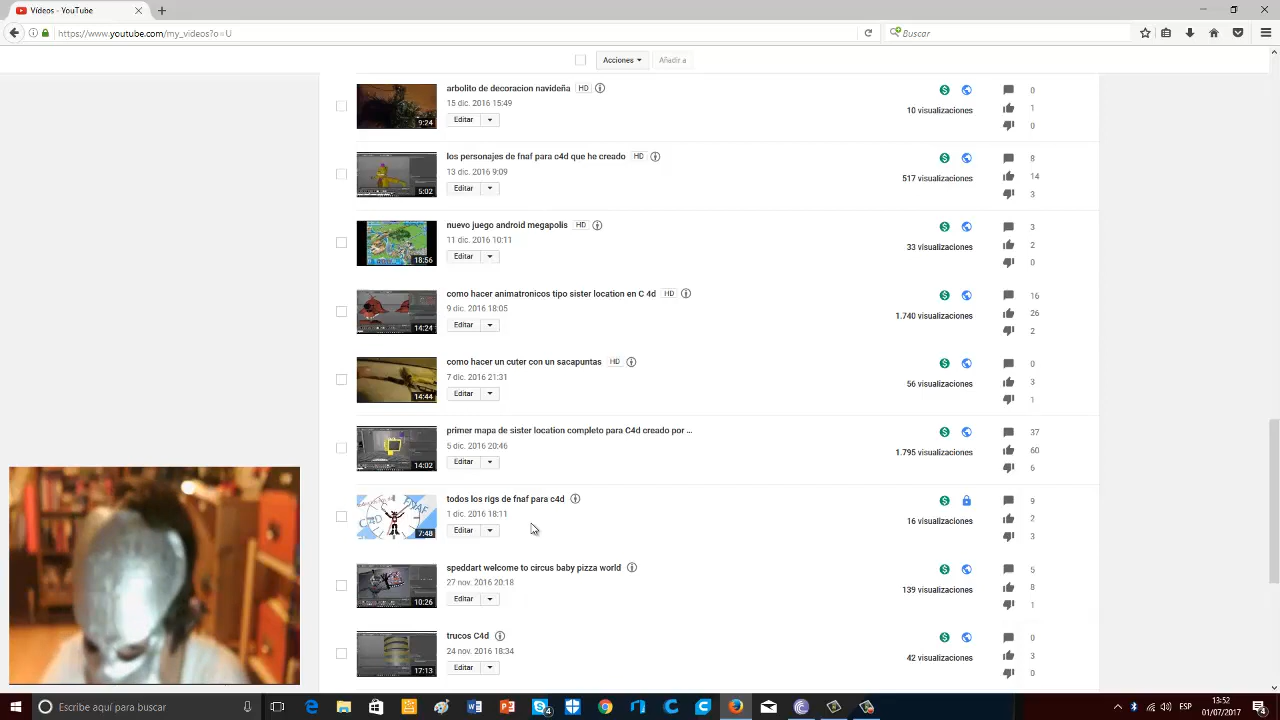 Vídeos - YouTube
https://www.youtube.com/my_videos?o=U
Buscar
Acciones
Añadir a
arbolito de decoracion navideña HD
15 dic. 2016 15:49
Editar
9:24
10 visualizaciones
0
1
0
los personajes de fnaf para c4d que he creado HD
13 dic. 2016 9:09
Editar
5:02
517 visualizaciones
8
14
3
nuevo juego android megapolis HD
11 dic. 2016 10:11
Editar
18:56
33 visualizaciones
3
2
0
como hacer animatronicos tipo sister location en C 4d HD
9 dic. 2016 18:05
Editar
14:24
1.740 visualizaciones
16
26
2
como hacer un cuter con un sacapuntas HD
7 dic. 2016 21:31
Editar
14:44
56 visualizaciones
0
3
1
primer mapa de sister location completo para C4d creado por ...
5 dic. 2016 20:46
Editar
14:02
1.795 visualizaciones
37
60
6
todos los rigs de fnaf para c4d
1 dic. 2016 18:11
Editar
C4D
FNAF
7:48
16 visualizaciones
9
2
3
speddart welcome to circus baby pizza world
27 nov. 2016 20:18
Editar
10:26
139 visualizaciones
5
8
1
trucos C4d
24 nov. 2016 18:34
Editar
17:13
42 visualizaciones
0
3
0
Escribe aquí para buscar
4
ESP
13:52
01/07/2017